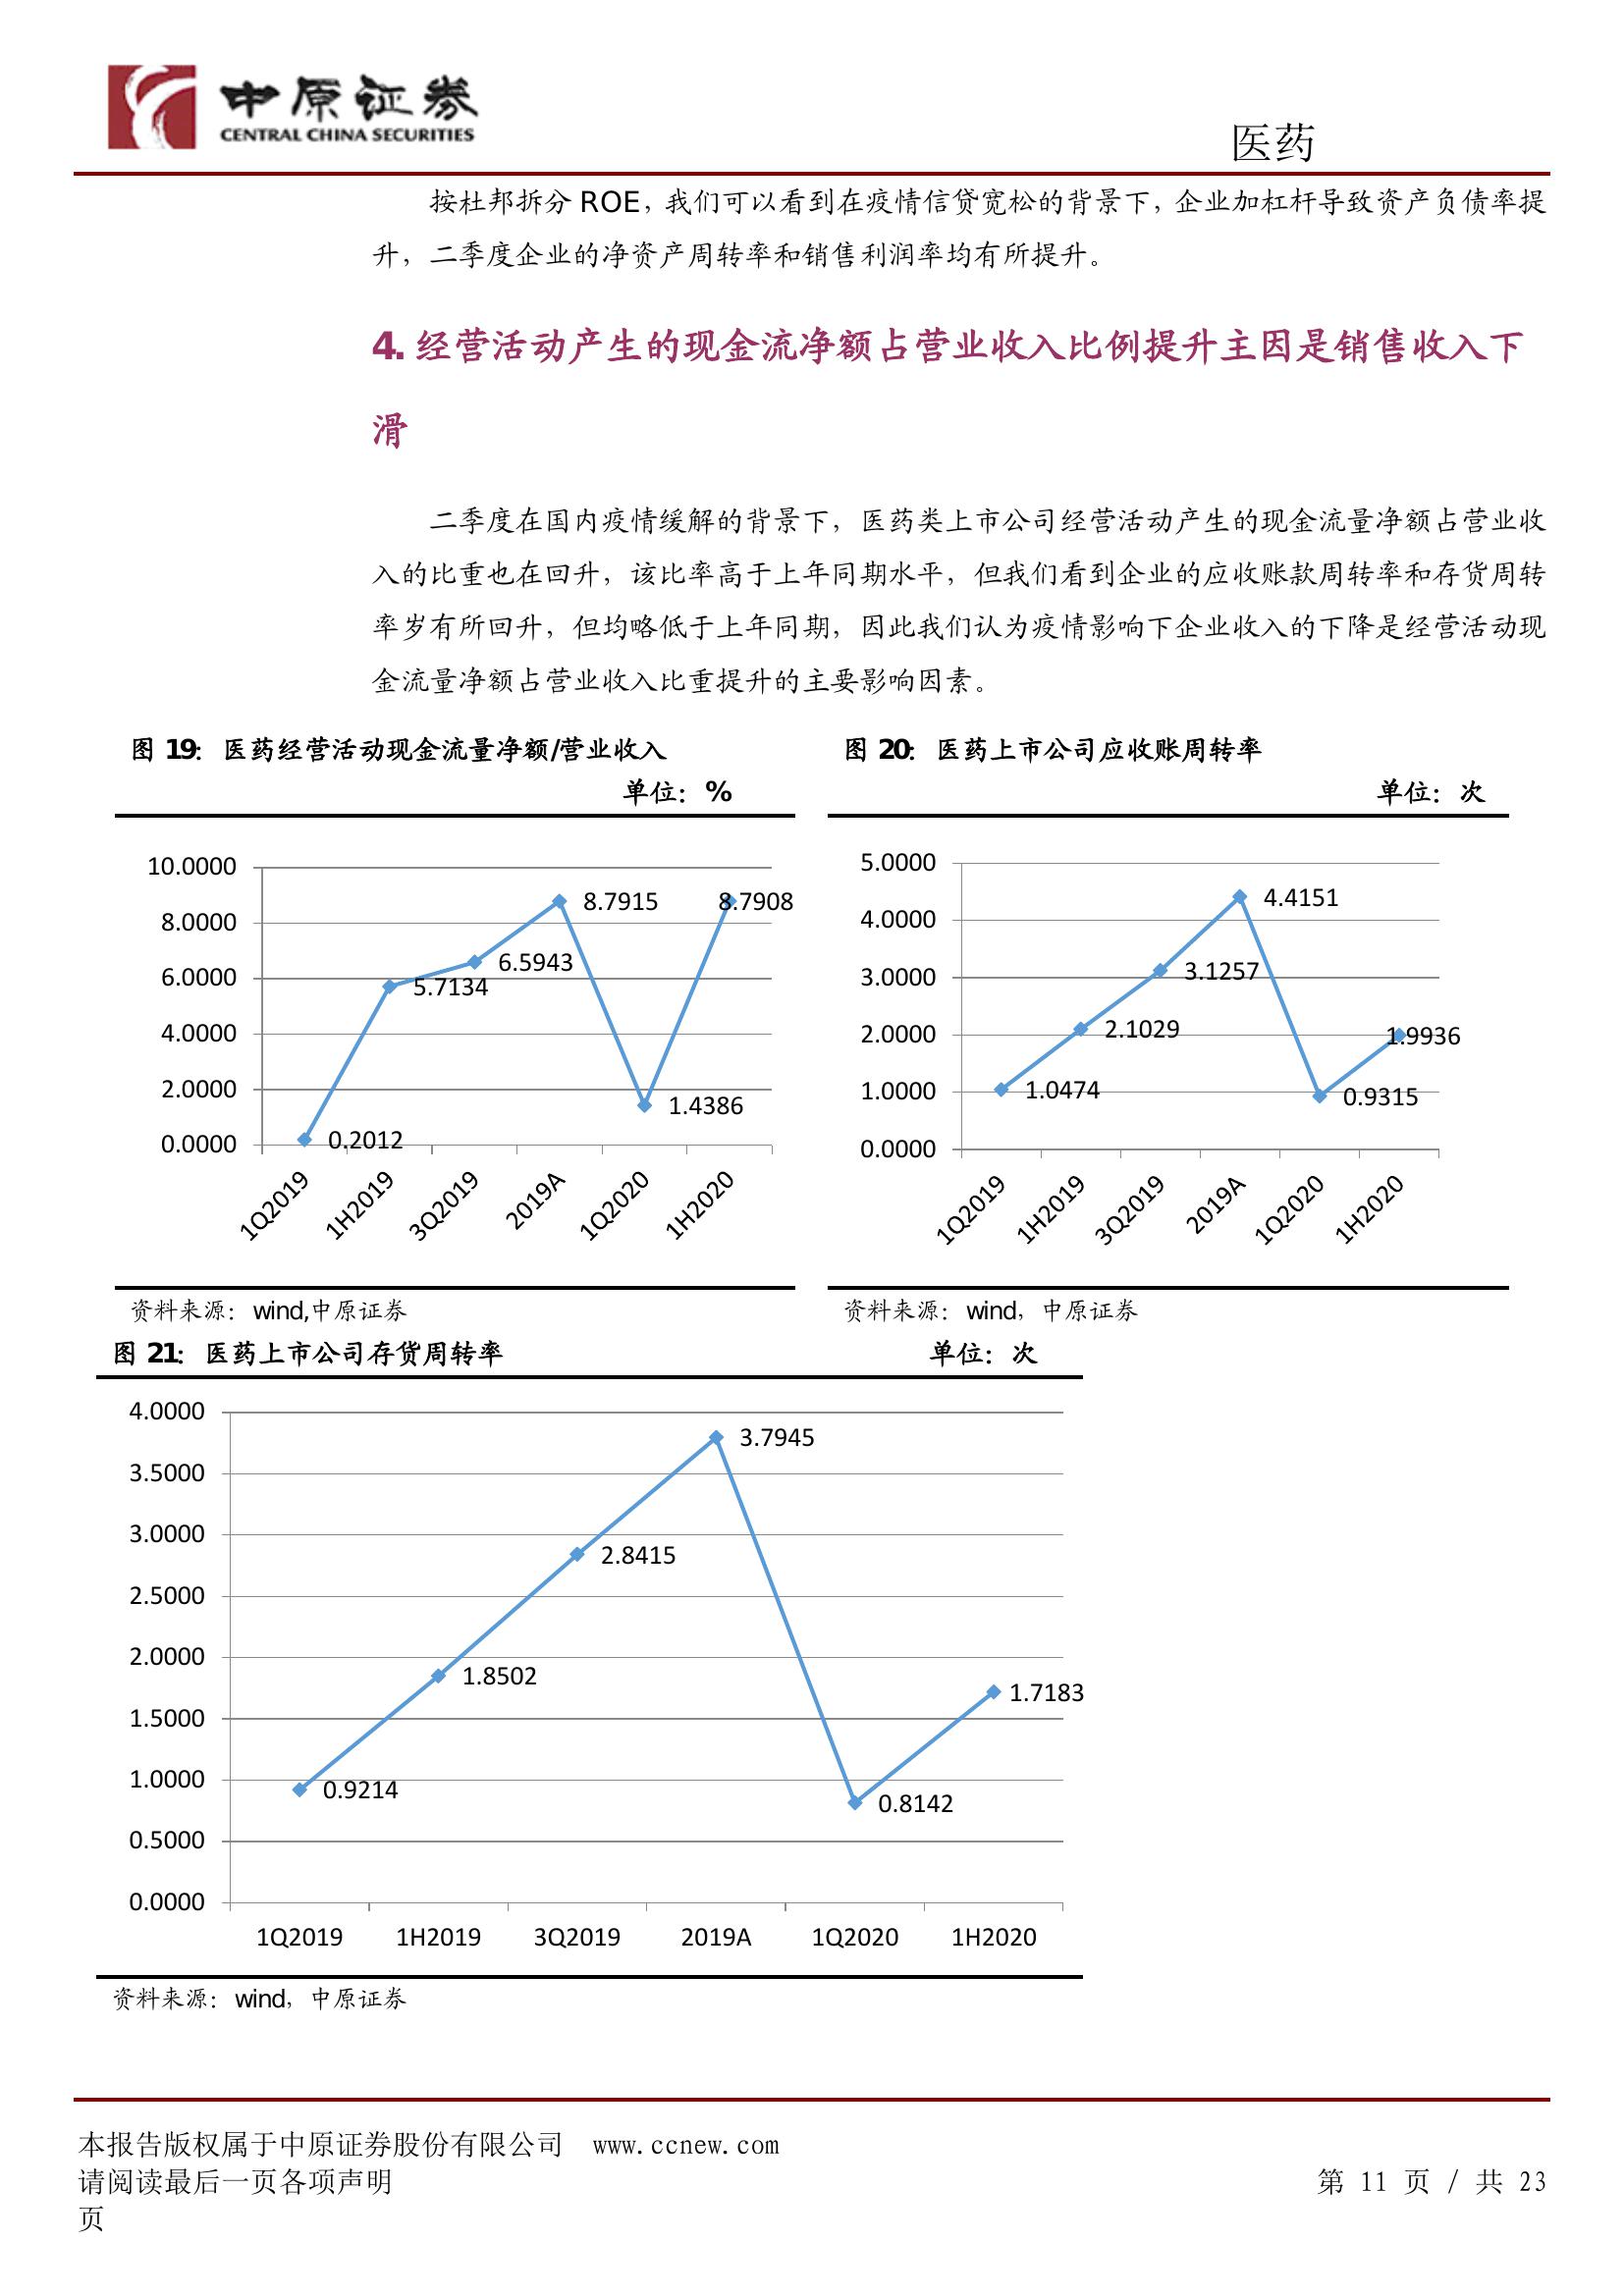 中原证券
CENTRAL CHINA SECURITIES
医药
按杜邦拆分 ROE，我们可以看到在疫情信贷宽松的背景下，企业加杠杆导致资产负债率提
升，二季度企业的净资产周转率和销售利润率均有所提升。
4. 经营活动产生的现金流净额占营业收入比例提升主因是销售收入下
滑
二季度在国内疫情缓解的背景下，医药类上市公司经营活动产生的现金流量净额占营业收
入的比重也在回升，该比率高于上年同期水平，但我们看到企业的应收账款周转率和存货周转
率岁有所回升，但均略低于上年同期，因此我们认为疫情影响下企业收入的下降是经营活动现
金流量净额占营业收入比重提升的主要影响因素。
图 19：医药经营活动现金流量净额/营业收入
单位：%
10.0000
8.0000
6.0000
4.0000
2.0000
0.0000
0.2012
5.7134
6.5943
8.7915
1.4386
8.7908
1Q2019
1H2019
3Q2019
2019A
1Q2020
1H2020
资料来源：wind,中原证券
图 20：医药上市公司应收账周转率
单位：次
5.0000
4.0000
3.0000
2.0000
1.0000
0.0000
1.0474
2.1029
3.1257
4.4151
0.9315
1.9936
1Q2019
1H2019
3Q2019
2019A
1Q2020
1H2020
资料来源：wind，中原证券
图 21：医药上市公司存货周转率 单位：次
4.0000
3.5000
3.0000
2.5000
2.0000
1.5000
1.0000
0.5000
0.0000
0.9214
1.8502
2.8415
3.7945
0.8142
1.7183
1Q2019 1H2019 3Q2019 2019A 1Q2020 1H2020
资料来源：wind，中原证券
本报告版权属于中原证券股份有限公司 www.ccnew.com
请阅读最后一页各项声明 第 11 页 / 共 23
页